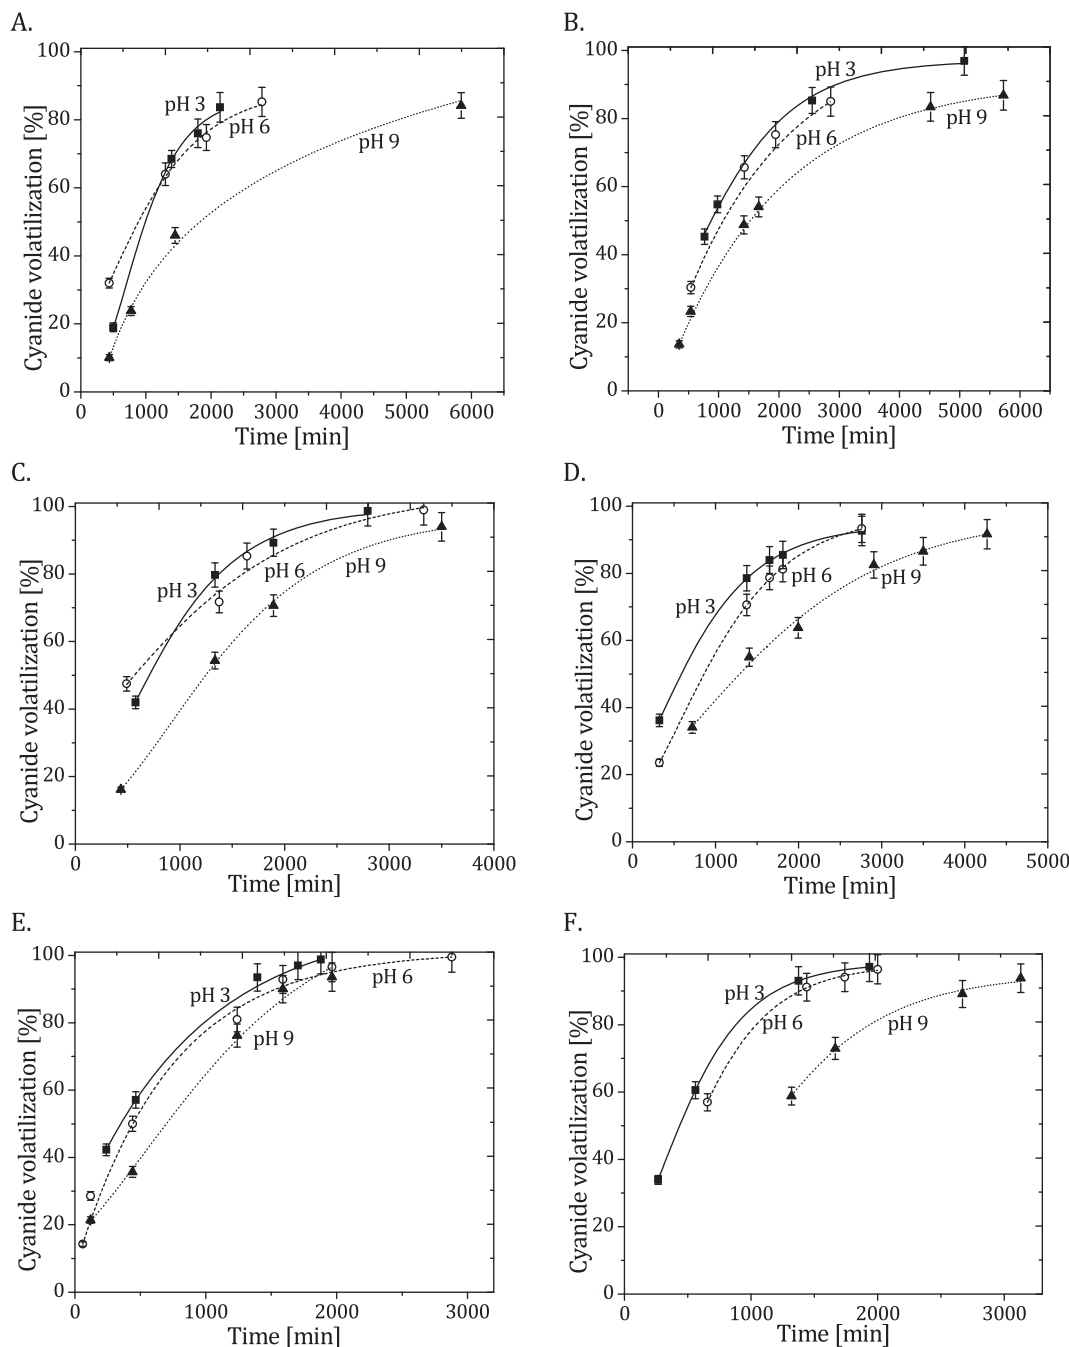 A.
100
80
60
40
20
0
Cyanide volatilization [%]
pH 3
pH 6
pH 9
0 1000 2000 3000 4000 5000 6000
Time [min]
B.
100
80
60
40
20
0
Cyanide volatilization [%]
pH 3
pH 6
pH 9
0 1000 2000 3000 4000 5000 6000
Time [min]
C.
100
80
60
40
20
0
Cyanide volatilization [%]
pH 3
pH 6
pH 9
0 1000 2000 3000 4000
Time [min]
D.
100
80
60
40
20
0
Cyanide volatilization [%]
pH 3
pH 6
pH 9
0 1000 2000 3000 4000 5000
Time [min]
E.
100
80
60
40
20
0
Cyanide volatilization [%]
pH 3
pH 6
pH 9
0 1000 2000 3000
Time [min]
F.
100
80
60
40
20
0
Cyanide volatilization [%]
pH 3
pH 6
pH 9
0 1000 2000 3000
Time [min]